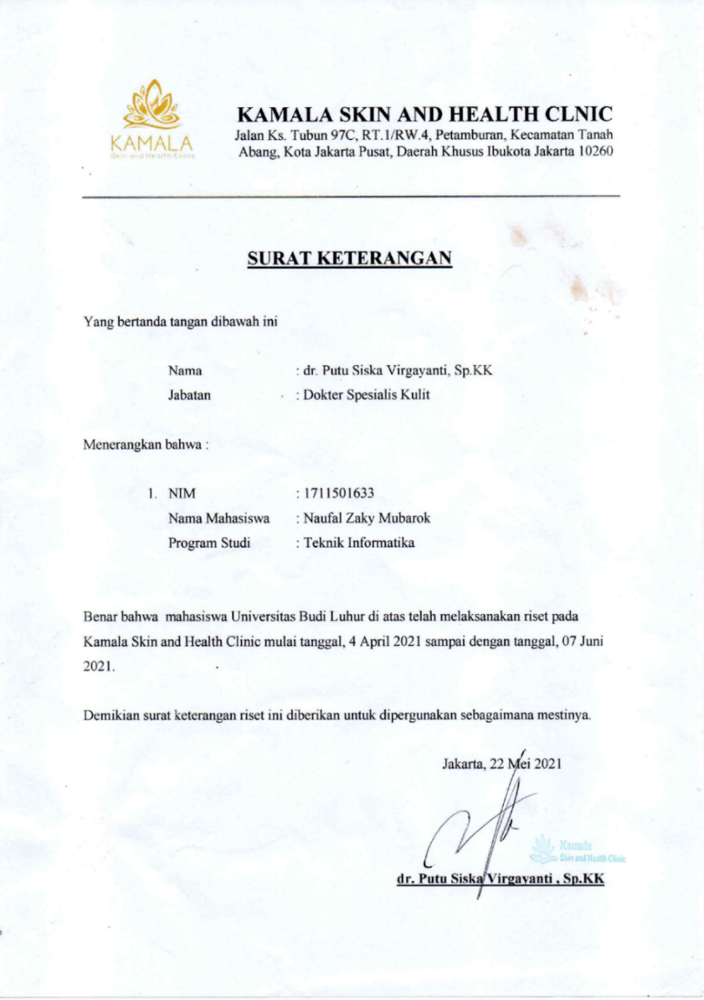 KAMALA
Skin and Health Clinic
KAMALA SKIN AND HEALTH CLNIC
Jalan Ks. Tubun 97C, RT.1/RW.4, Petamburan, Kecamatan Tanah
Abang, Kota Jakarta Pusat, Daerah Khusus Ibukota Jakarta 10260
SURAT KETERANGAN
Yang bertanda tangan dibawah ini
Nama : dr. Putu Siska Virgayanti, Sp.KK
Jabatan : Dokter Spesialis Kulit
Menerangkan bahwa :
1. NIM : 1711501633
Nama Mahasiswa : Naufal Zaky Mubarok
Program Studi : Teknik Informatika
Benar bahwa mahasiswa Universitas Budi Luhur di atas telah melaksanakan riset pada
Kamala Skin and Health Clinic mulai tanggal, 4 April 2021 sampai dengan tanggal, 07 Juni
2021.
Demikian surat keterangan riset ini diberikan untuk dipergunakan sebagaimana mestinya.
Jakarta, 22 Mei 2021
Kamala
Skin and Health Clinic
dr. Putu Siska Virgayanti , Sp.KK